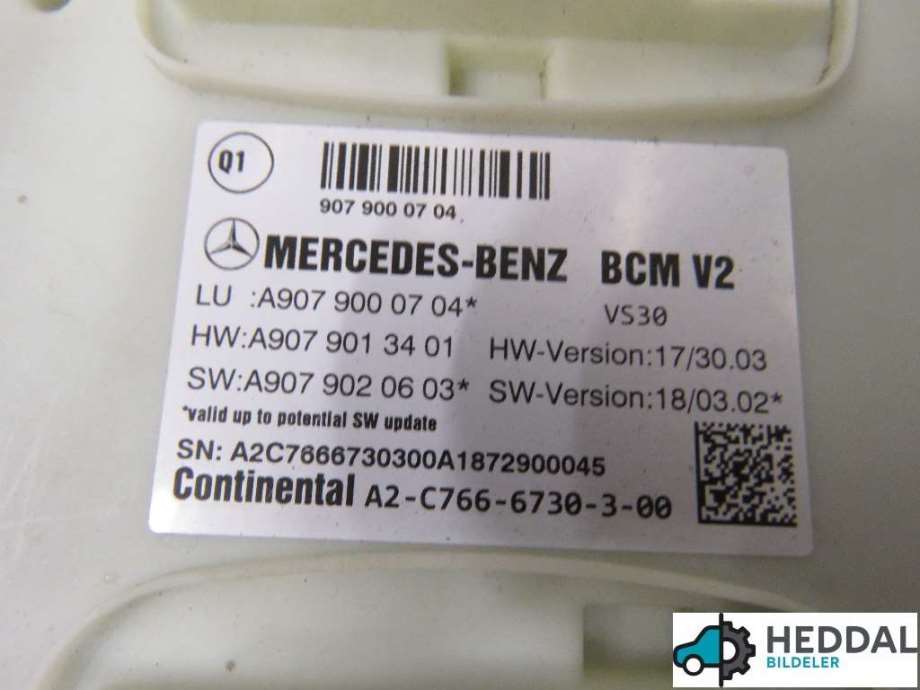 Q1
907 900 07 04
MERCEDES-BENZ BCM V2
LU :A907 900 07 04* VS30
HW:A907 901 34 01 HW-Version:17/30.03
SW:A907 902 06 03* SW-Version:18/03.02*
*valid up to potential SW update
SN: A2C7666730300A1872900045
Continental A2-C766-6730-3-00
HEDDAL
BILDELER